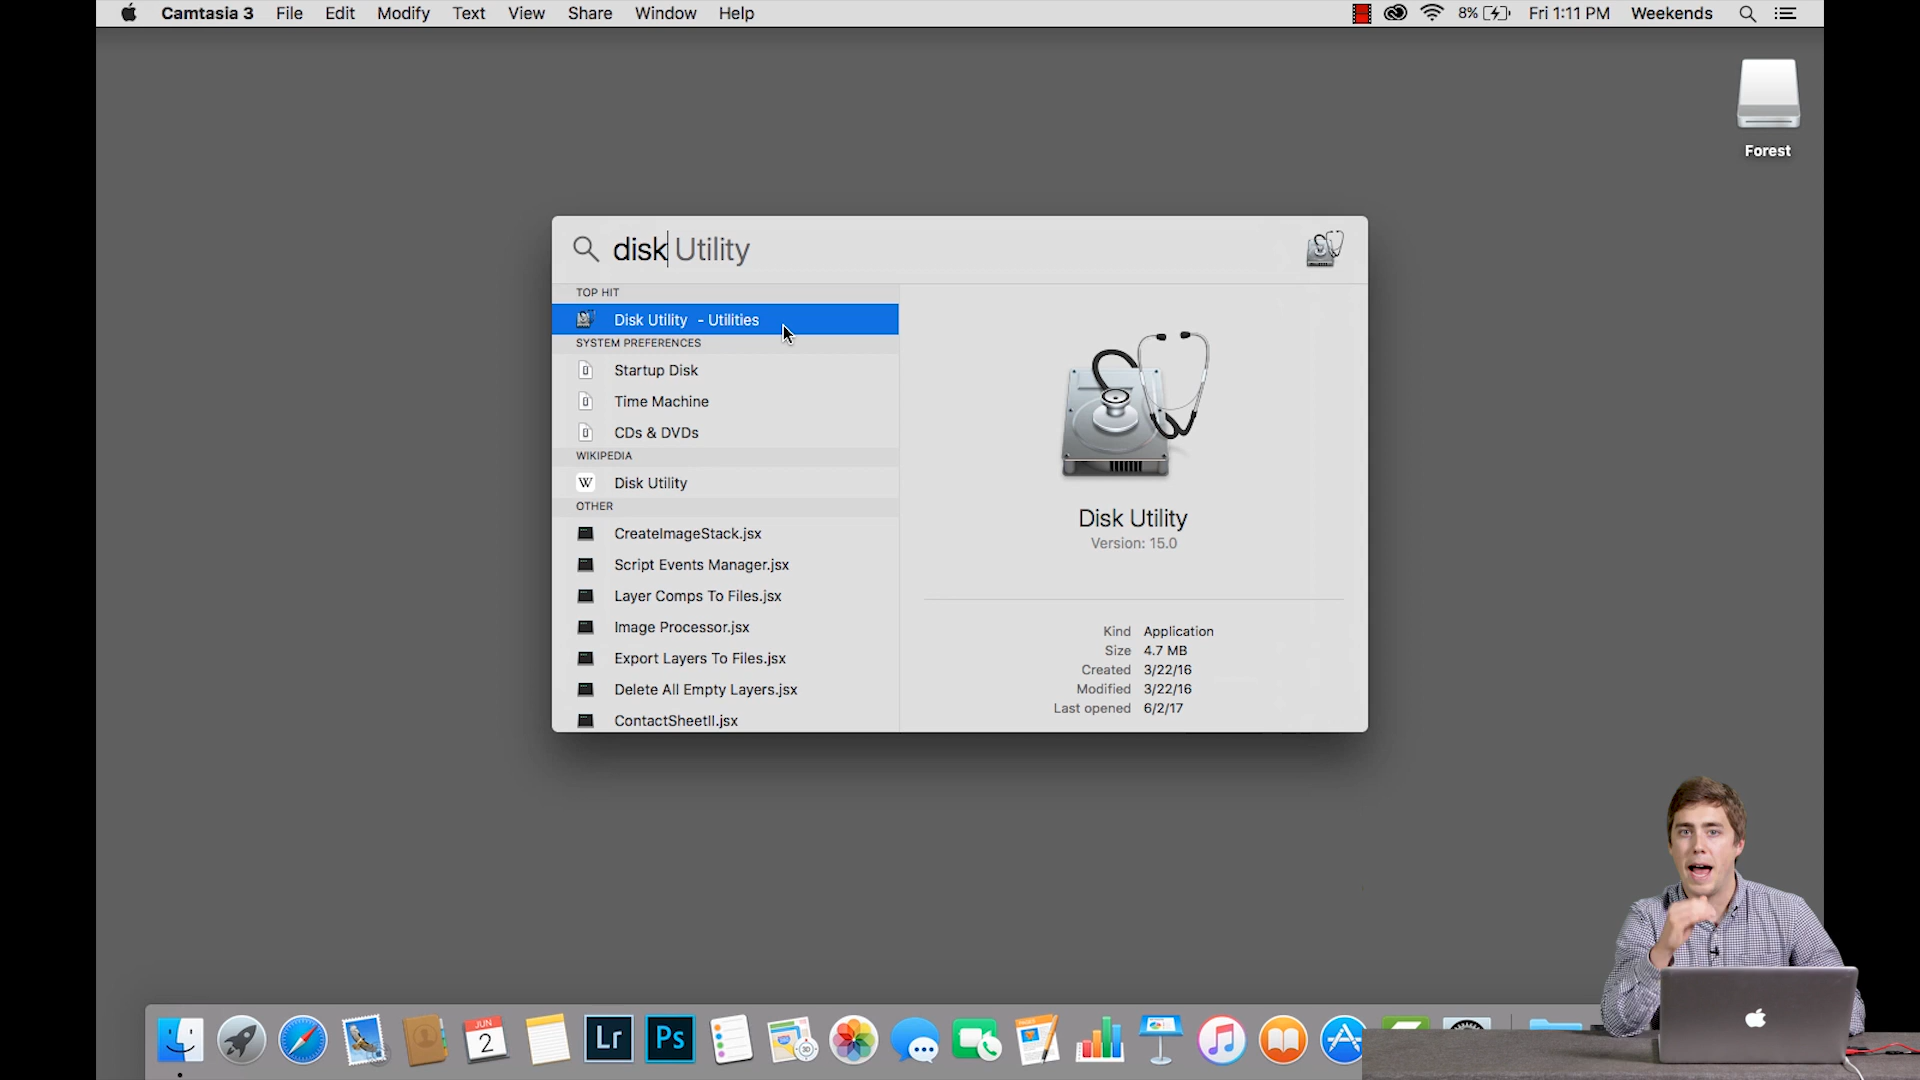 Camtasia 3 File Edit Modify Text View Share Window Help 8% Fri 1:11 PM Weekends
Forest
disk Utility
TOP HIT
Disk Utility - Utilities
SYSTEM PREFERENCES
Startup Disk
Time Machine
CDs & DVDs
WIKIPEDIA
W Disk Utility
OTHER
CreateImageStack.jsx
Script Events Manager.jsx
Layer Comps To Files.jsx
Image Processor.jsx
Export Layers To Files.jsx
Delete All Empty Layers.jsx
ContactSheetII.jsx
Disk Utility
Version: 15.0
Kind Application
Size 4.7 MB
Created 3/22/16
Modified 3/22/16
Last opened 6/2/17
JUN
2
Lr
Ps
3D